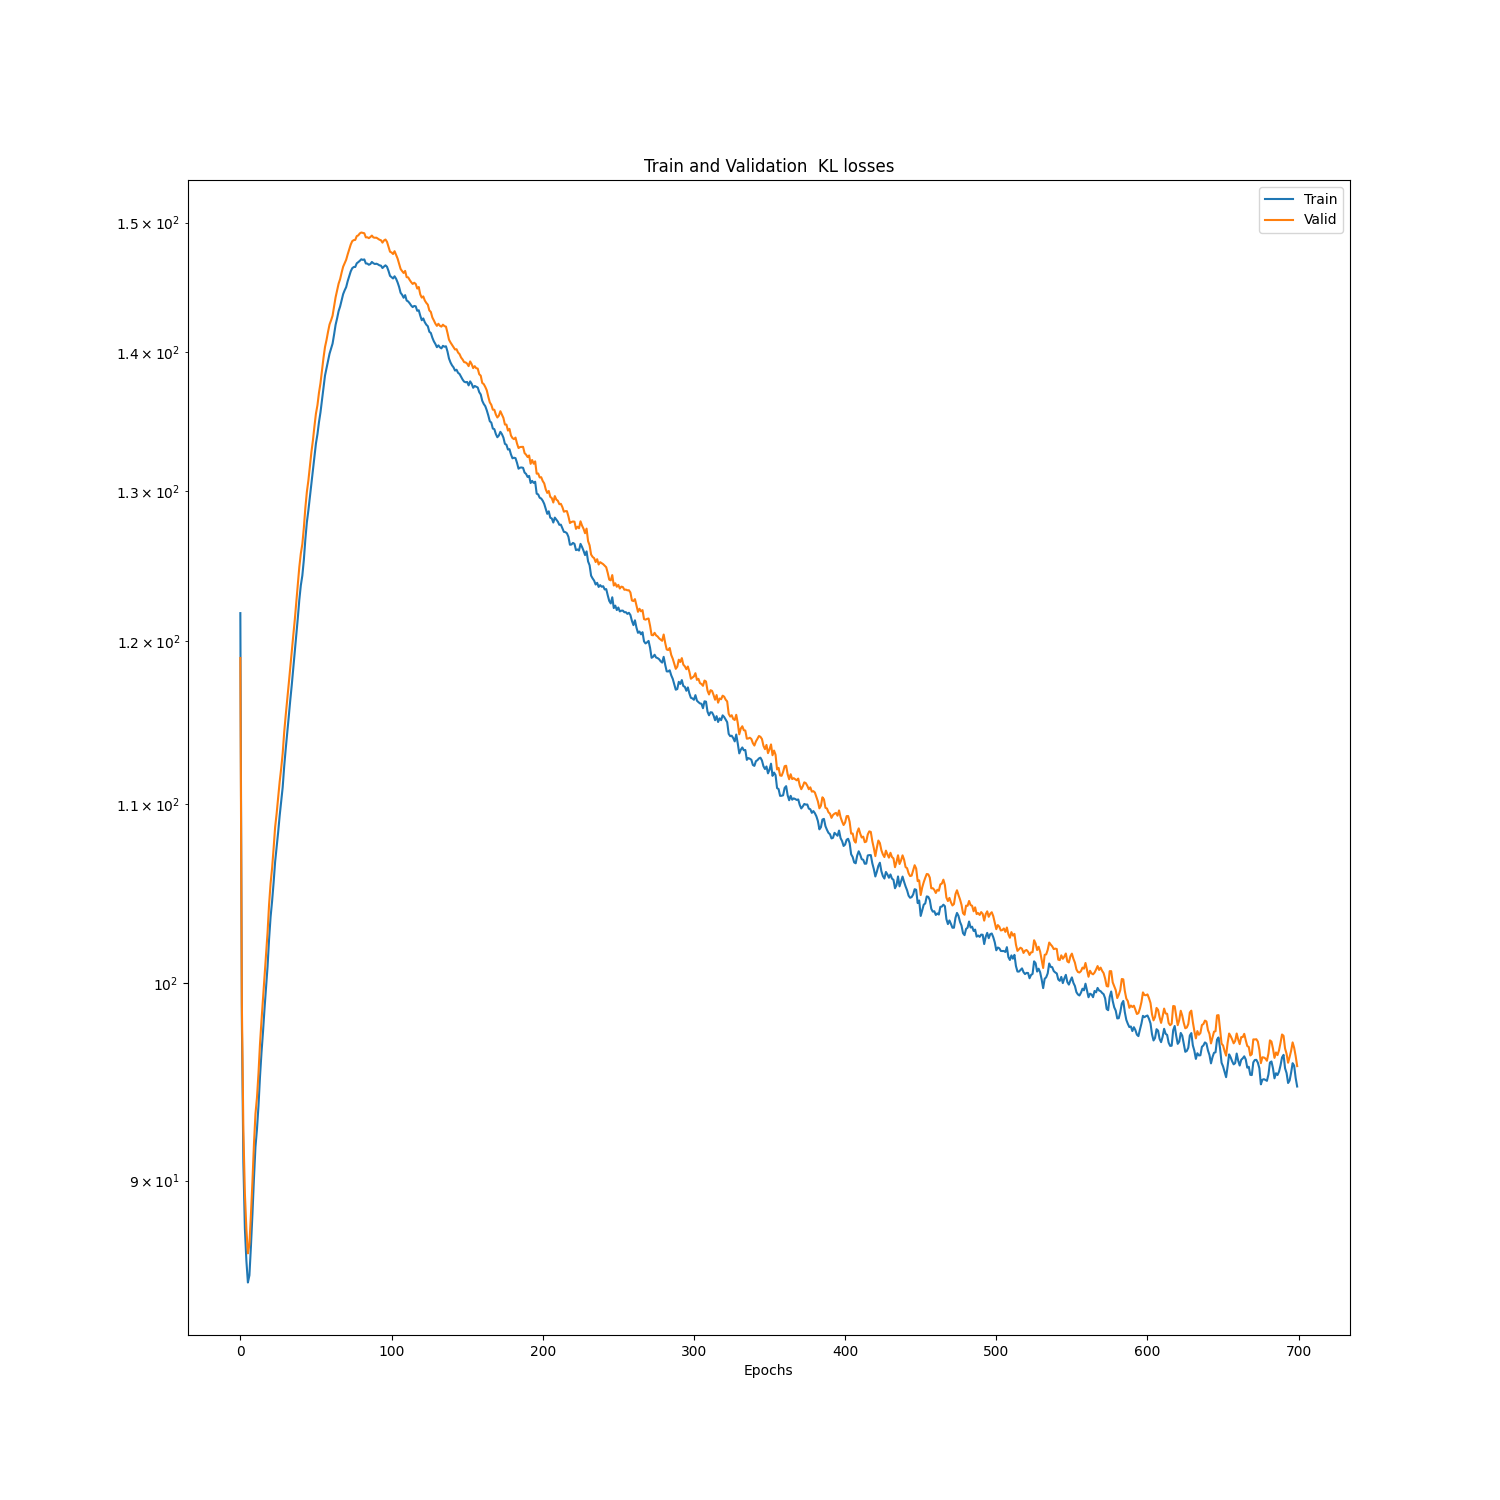 Train and Validation  KL losses
Train
Valid
1.5 × 10²
1.4 × 10²
1.3 × 10²
1.2 × 10²
1.1 × 10²
10²
9 × 10¹
0 100 200 300 400 500 600 700
Epochs